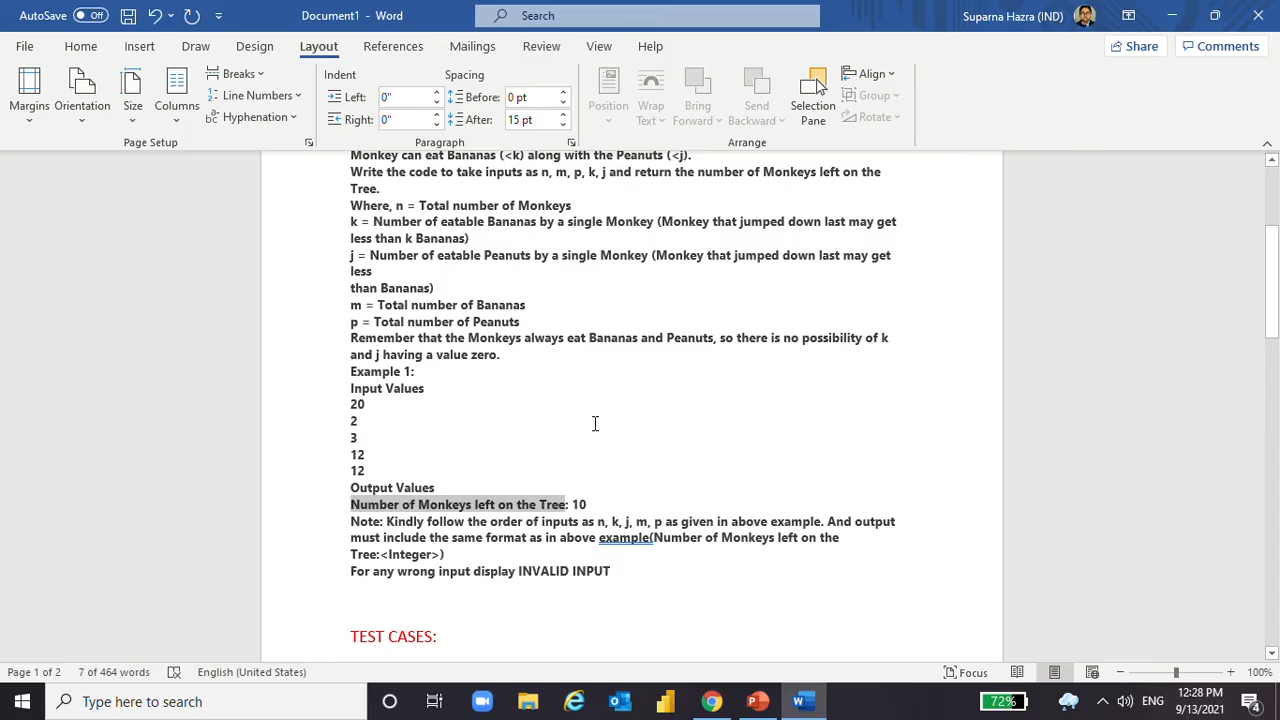 AutoSave Off Document1 - Word Search Suparna Hazra (IND)
File Home Insert Draw Design Layout References Mailings Review View Help Share Comments
Margins Orientation Size Columns Breaks Line Numbers Hyphenation
Page Setup
Indent Spacing
Left: 0" Before: 0 pt
Right: 0" After: 15 pt
Paragraph
Position Wrap Text Bring Forward Send Backward Selection Pane Align Group Rotate
Arrange
Monkey can eat Bananas (<k) along with the Peanuts (<j).
Write the code to take inputs as n, m, p, k, j and return the number of Monkeys left on the
Tree.
Where, n = Total number of Monkeys
k = Number of eatable Bananas by a single Monkey (Monkey that jumped down last may get
less than k Bananas)
j = Number of eatable Peanuts by a single Monkey (Monkey that jumped down last may get
less
than Bananas)
m = Total number of Bananas
p = Total number of Peanuts
Remember that the Monkeys always eat Bananas and Peanuts, so there is no possibility of k
and j having a value zero.
Example 1:
Input Values
20
2
3
12
12
Output Values
Number of Monkeys left on the Tree: 10
Note: Kindly follow the order of inputs as n, k, j, m, p as given in above example. And output
must include the same format as in above example(Number of Monkeys left on the
Tree:<Integer>)
For any wrong input display INVALID INPUT
TEST CASES:
Page 1 of 2 7 of 464 words English (United States) Focus 100%
Type here to search 72% ENG 12:28 PM
9/13/2021 4